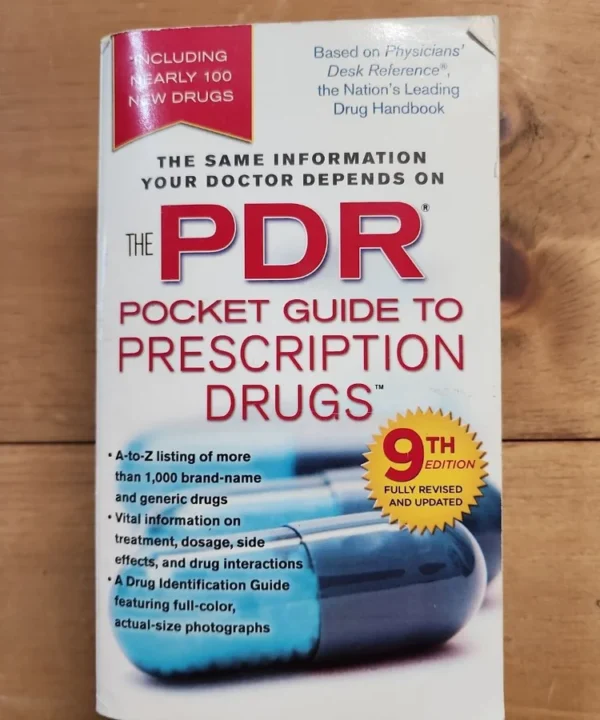 INCLUDING
NEARLY 100
NEW DRUGS
Based on Physicians'
Desk Reference®,
the Nation's Leading
Drug Handbook
THE SAME INFORMATION
YOUR DOCTOR DEPENDS ON
THE PDR®
POCKET GUIDE TO
PRESCRIPTION
DRUGS™
• A-to-Z listing of more
than 1,000 brand-name
and generic drugs
• Vital information on
treatment, dosage, side
effects, and drug interactions
• A Drug Identification Guide
featuring full-color,
actual-size photographs
9TH
EDITION
FULLY REVISED
AND UPDATED